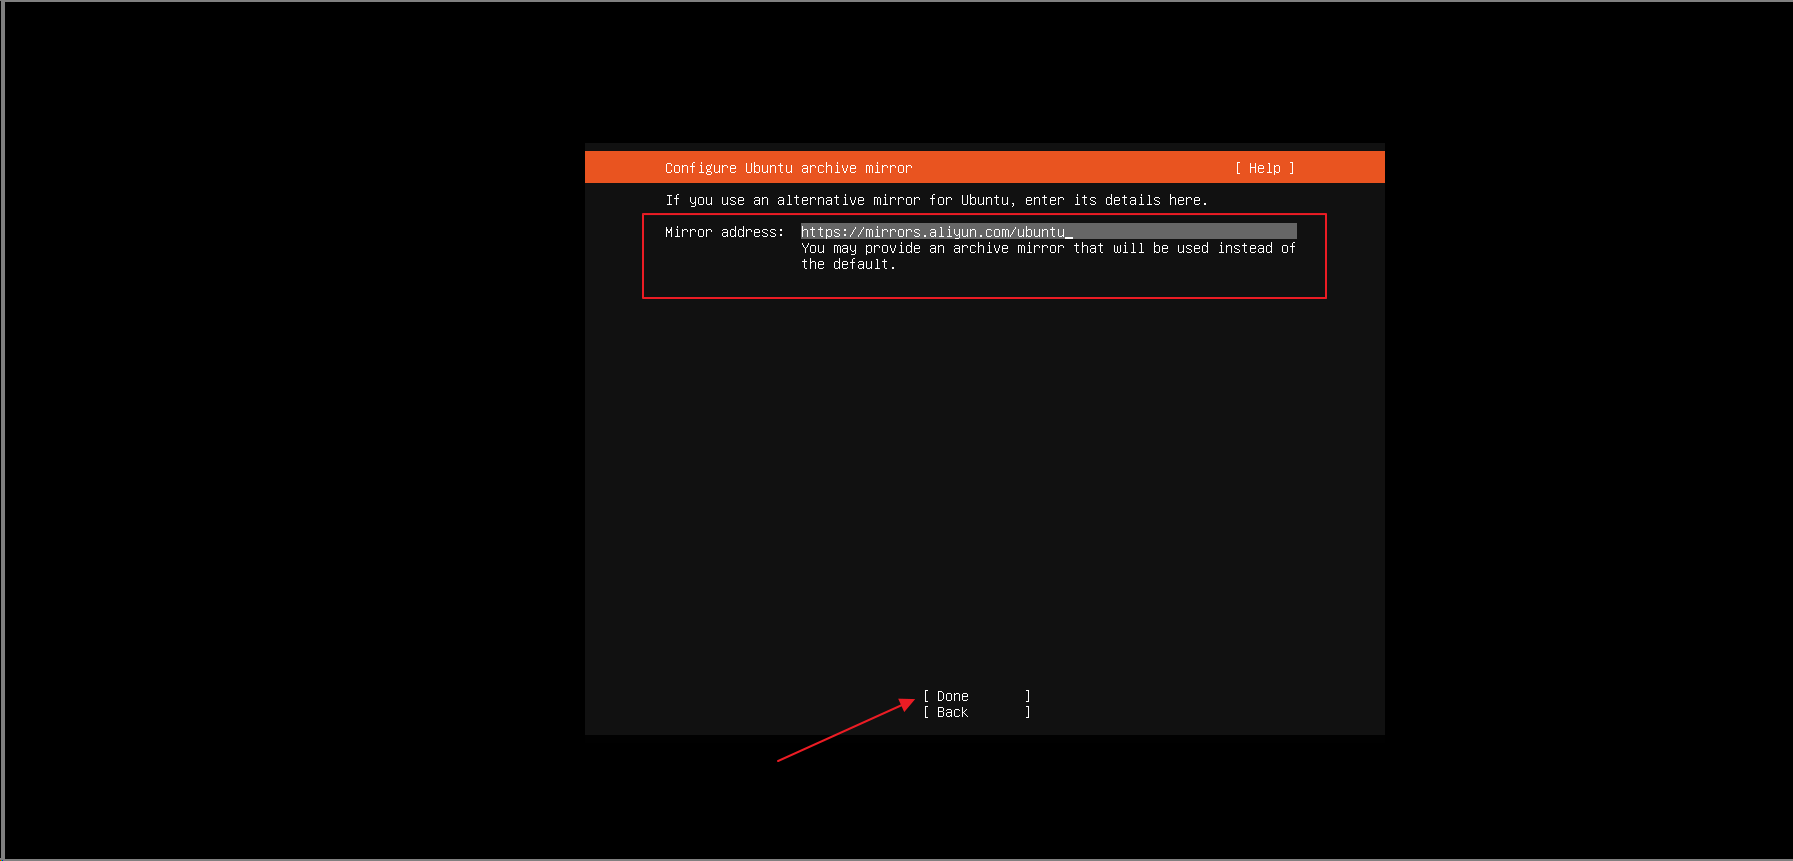 Configure Ubuntu archive mirror [ Help ]
If you use an alternative mirror for Ubuntu, enter its details here.
Mirror address: https://mirrors.aliyun.com/ubuntu_
You may provide an archive mirror that will be used instead of
the default.
[ Done ]
[ Back ]